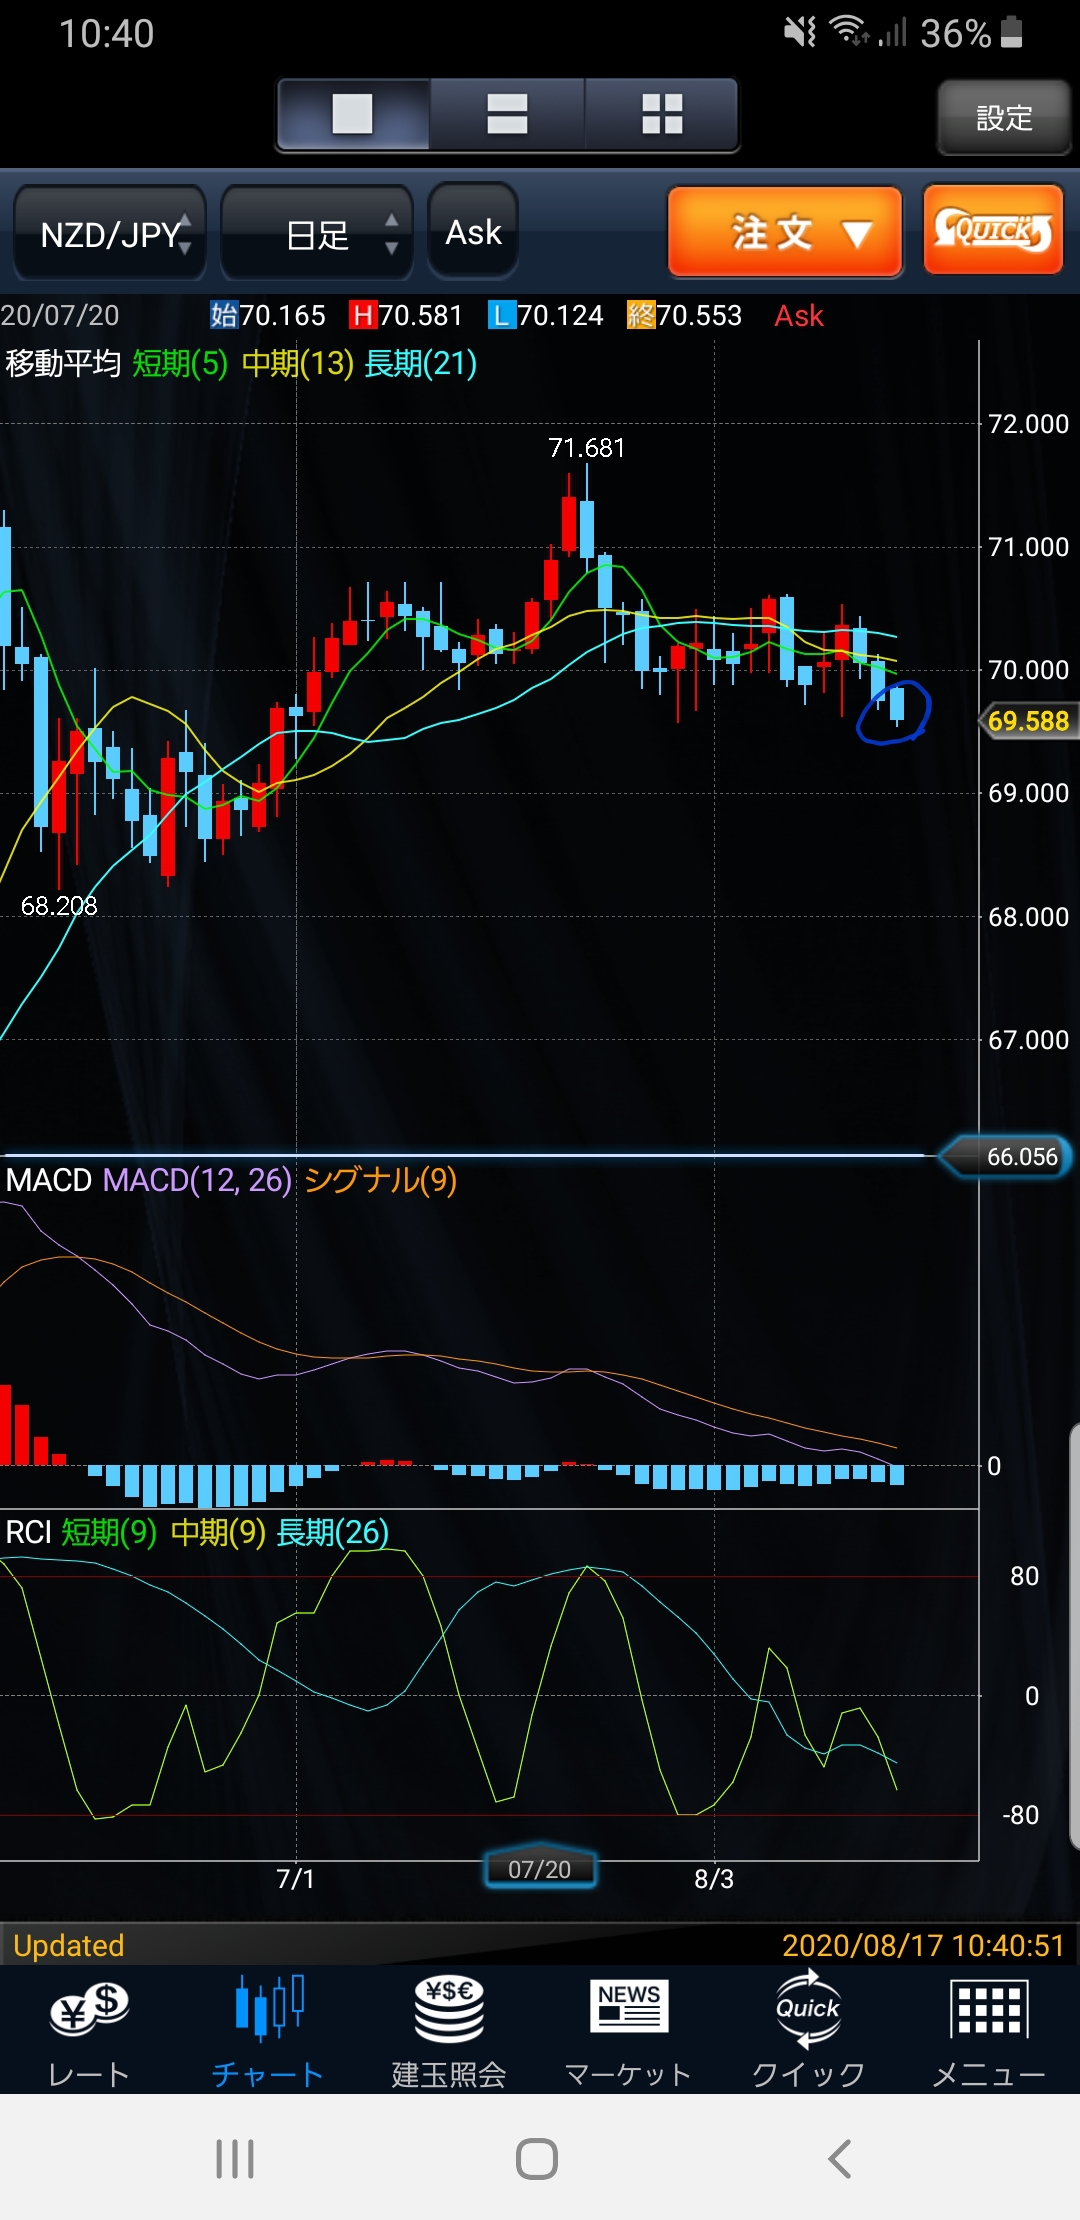 10:40 36%
設定
NZD/JPY 日足 Ask 注文 ▼ QUICK
20/07/20 始70.165 H70.581 L70.124 終70.553 Ask
移動平均 短期(5) 中期(13) 長期(21)
72.000
71.681
71.000
70.000
69.588
69.000
68.208
68.000
67.000
66.056
MACD MACD(12, 26) シグナル(9)
0
RCI 短期(9) 中期(9) 長期(26)
80
0
-80
7/1 07/20 8/3
Updated 2020/08/17 10:40:51
¥ $ ¥$€ NEWS Quick
レート チャート 建玉照会 マーケット クイック メニュー